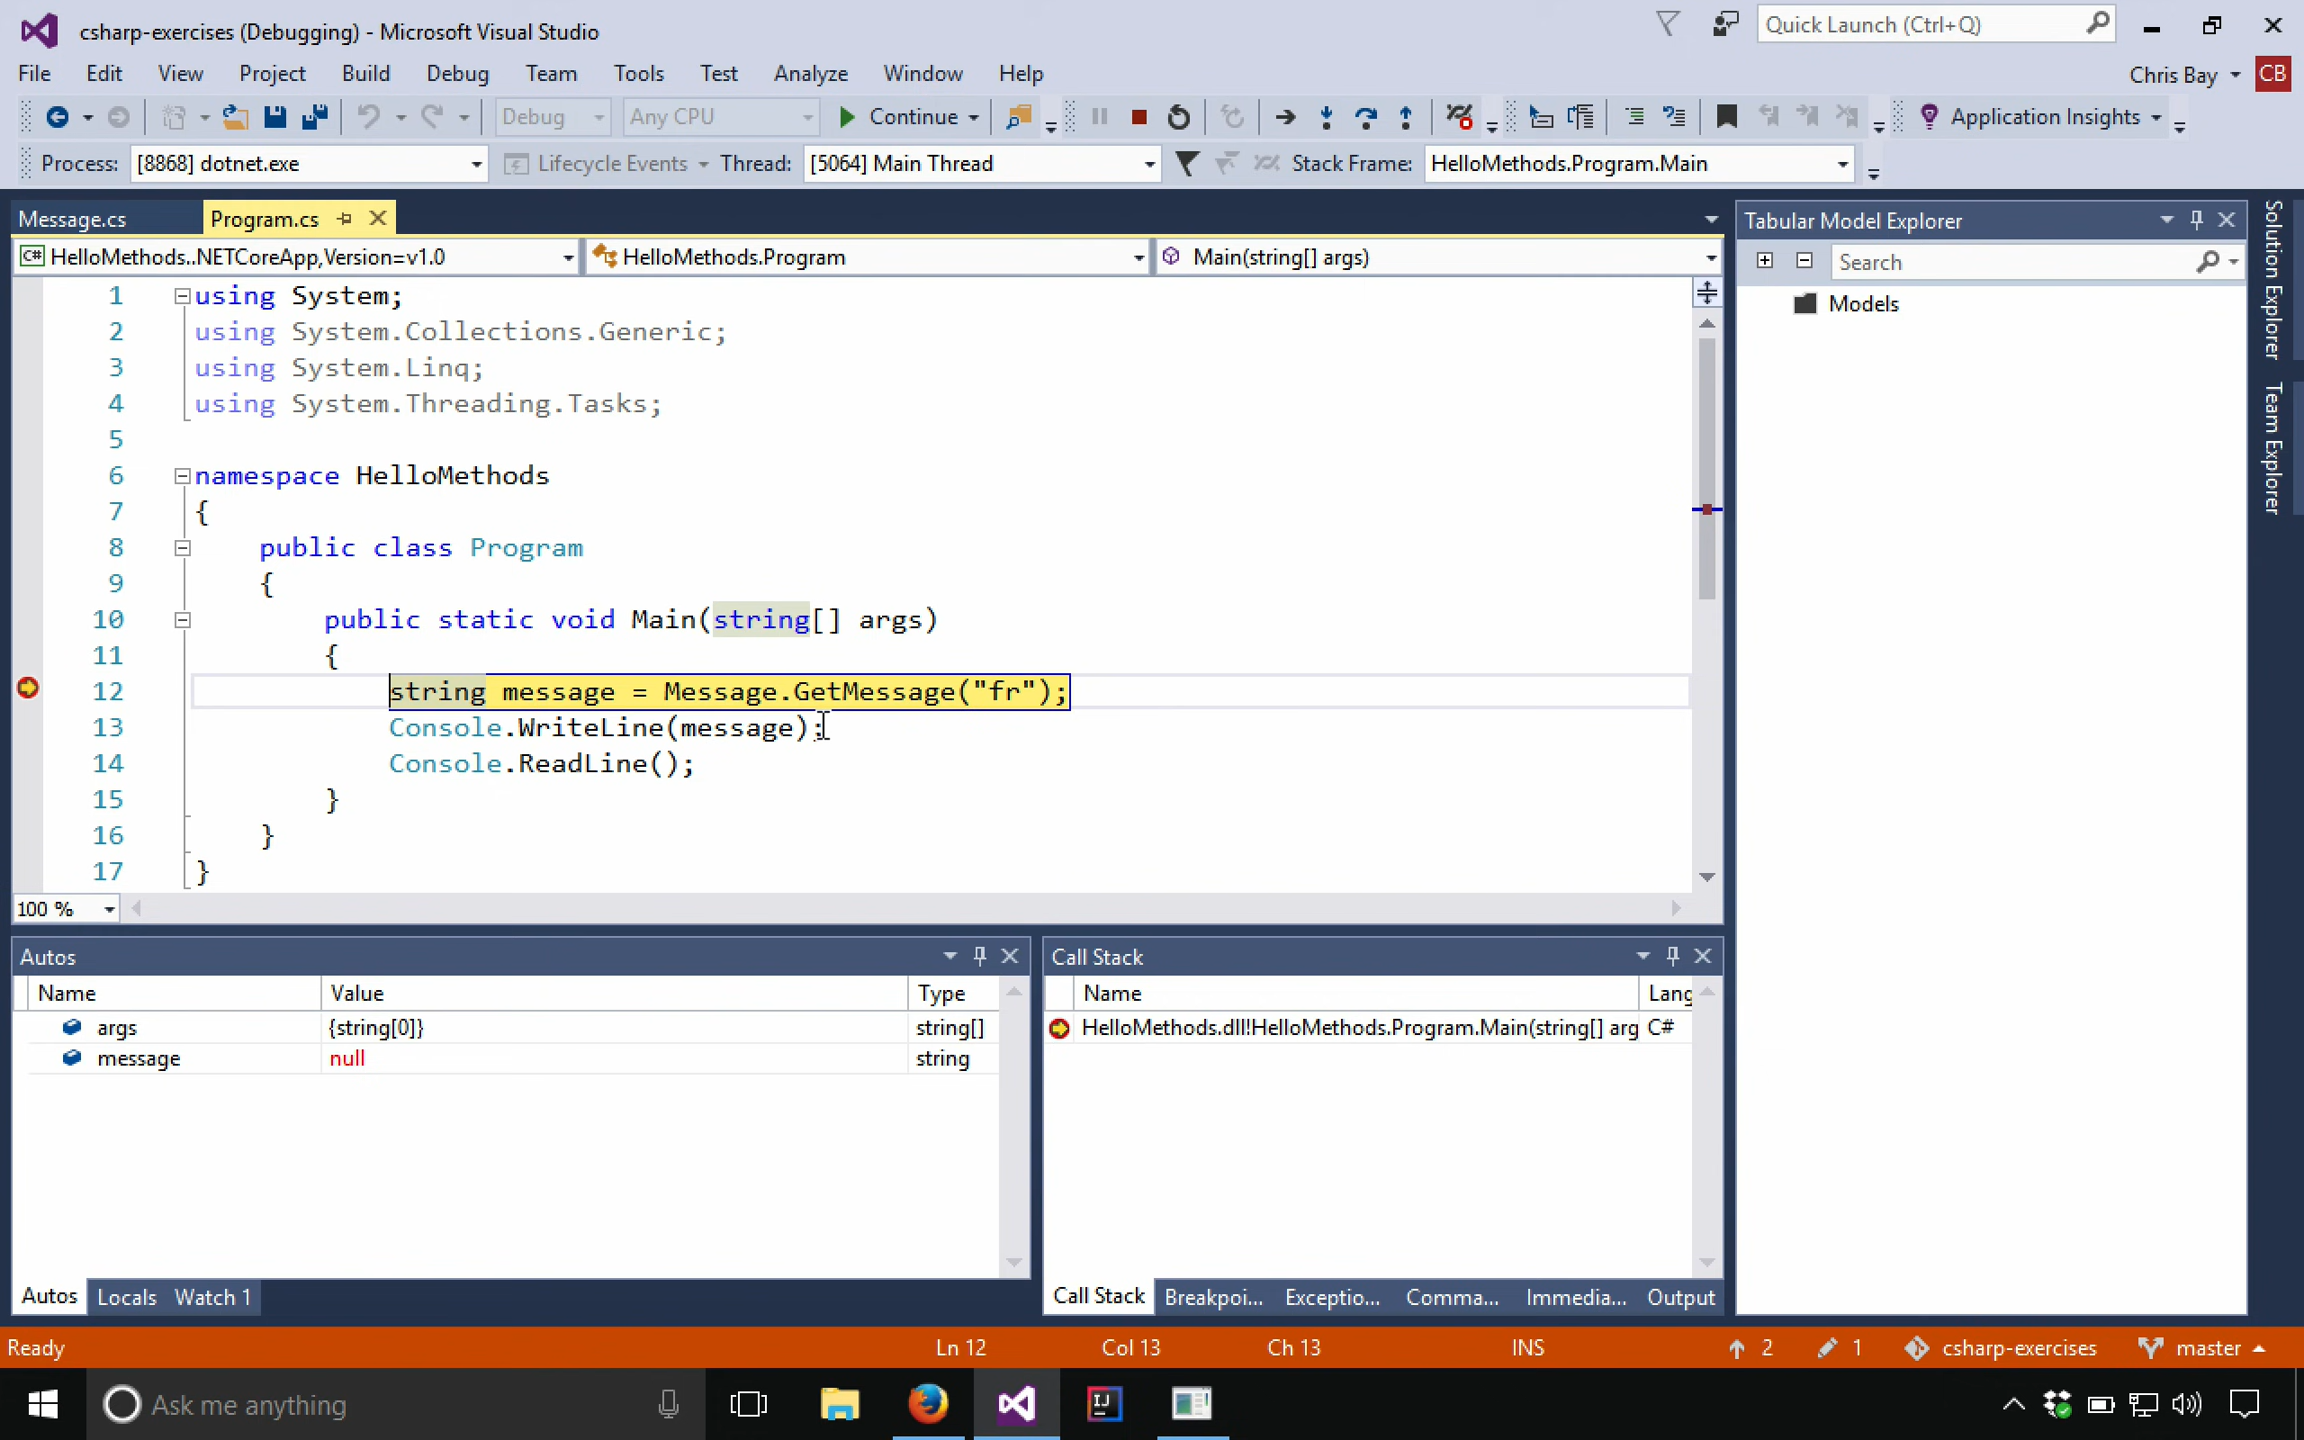 csharp-exercises (Debugging) - Microsoft Visual Studio
Quick Launch (Ctrl+Q)
File Edit View Project Build Debug Team Tools Test Analyze Window Help
Chris Bay CB
Debug Any CPU Continue Application Insights
Process: [8868] dotnet.exe Lifecycle Events Thread: [5064] Main Thread Stack Frame: HelloMethods.Program.Main
Message.cs Program.cs
C# HelloMethods..NETCoreApp,Version=v1.0 HelloMethods.Program Main(string[] args)
1 using System;
2 using System.Collections.Generic;
3 using System.Linq;
4 using System.Threading.Tasks;
5
6 namespace HelloMethods
7 {
8 public class Program
9 {
10 public static void Main(string[] args)
11 {
12 string message = Message.GetMessage("fr");
13 Console.WriteLine(message);
14 Console.ReadLine();
15 }
16 }
17 }
100 %
Tabular Model Explorer
Search
Models
Solution Explorer
Team Explorer
Autos
Name Value Type
args {string[0]} string[]
message null string
Autos Locals Watch 1
Call Stack
Name Lang
HelloMethods.dll!HelloMethods.Program.Main(string[] arg C#
Call Stack Breakpoi... Exceptio... Comma... Immedia... Output
Ready Ln 12 Col 13 Ch 13 INS 2 1 csharp-exercises master
Ask me anything
IJ